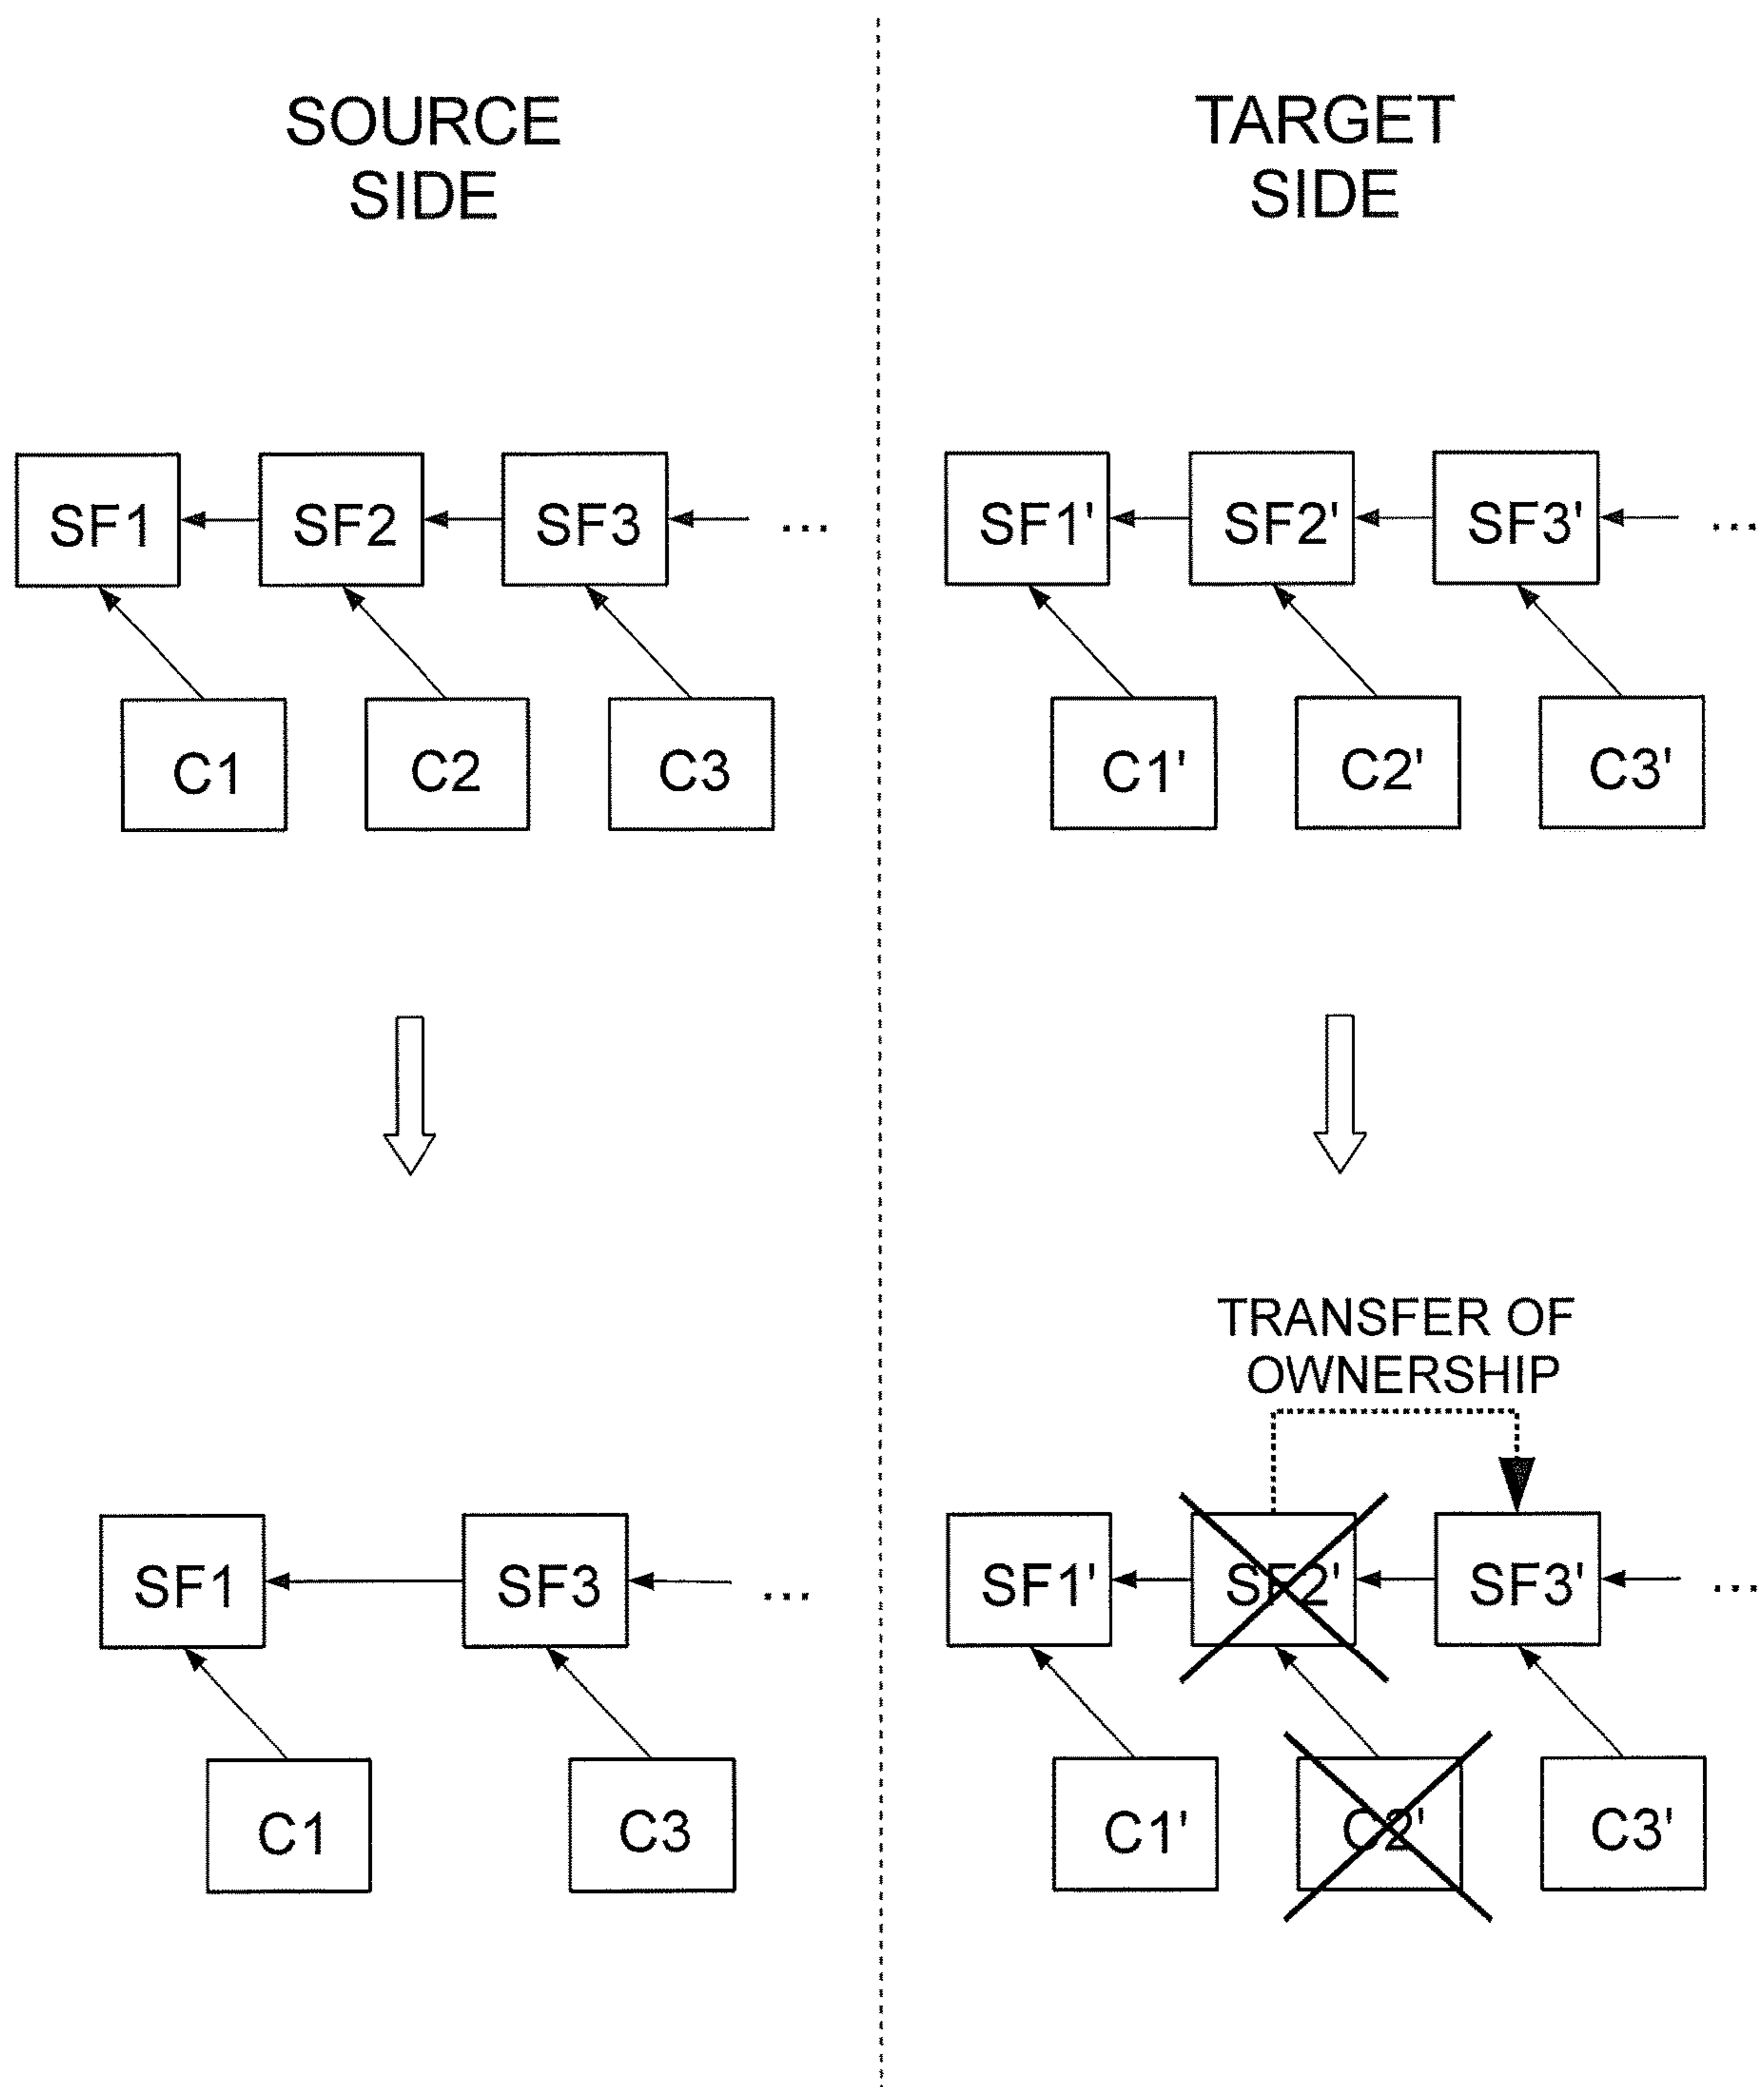 SOURCE
SIDE
TARGET
SIDE
SF1
SF2
SF3
...
SF1'
SF2'
SF3'
...
C1
C2
C3
C1'
C2'
C3'
TRANSFER OF
OWNERSHIP
SF1
SF3
...
SF1'
SF2'
SF3'
...
C1
C3
C1'
C2'
C3'